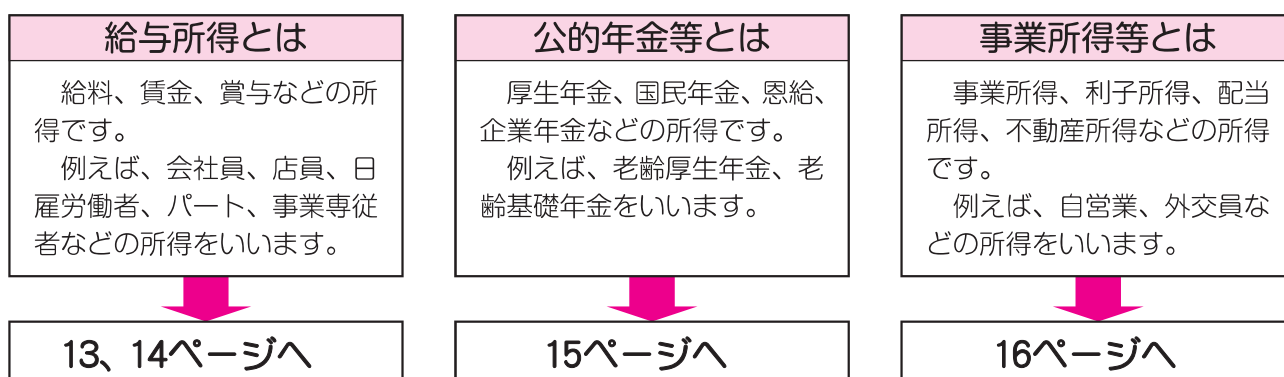 給与所得とは
　給料、賃金、賞与などの所
得です。
　例えば、会社員、店員、日
雇労働者、パート、事業専従
者などの所得をいいます。
13、14ページへ
公的年金等とは
　厚生年金、国民年金、恩給、
企業年金などの所得です。
　例えば、老齢厚生年金、老
齢基礎年金をいいます。
15ページへ
事業所得等とは
　事業所得、利子所得、配当
所得、不動産所得などの所得
です。
　例えば、自営業、外交員な
どの所得をいいます。
16ページへ